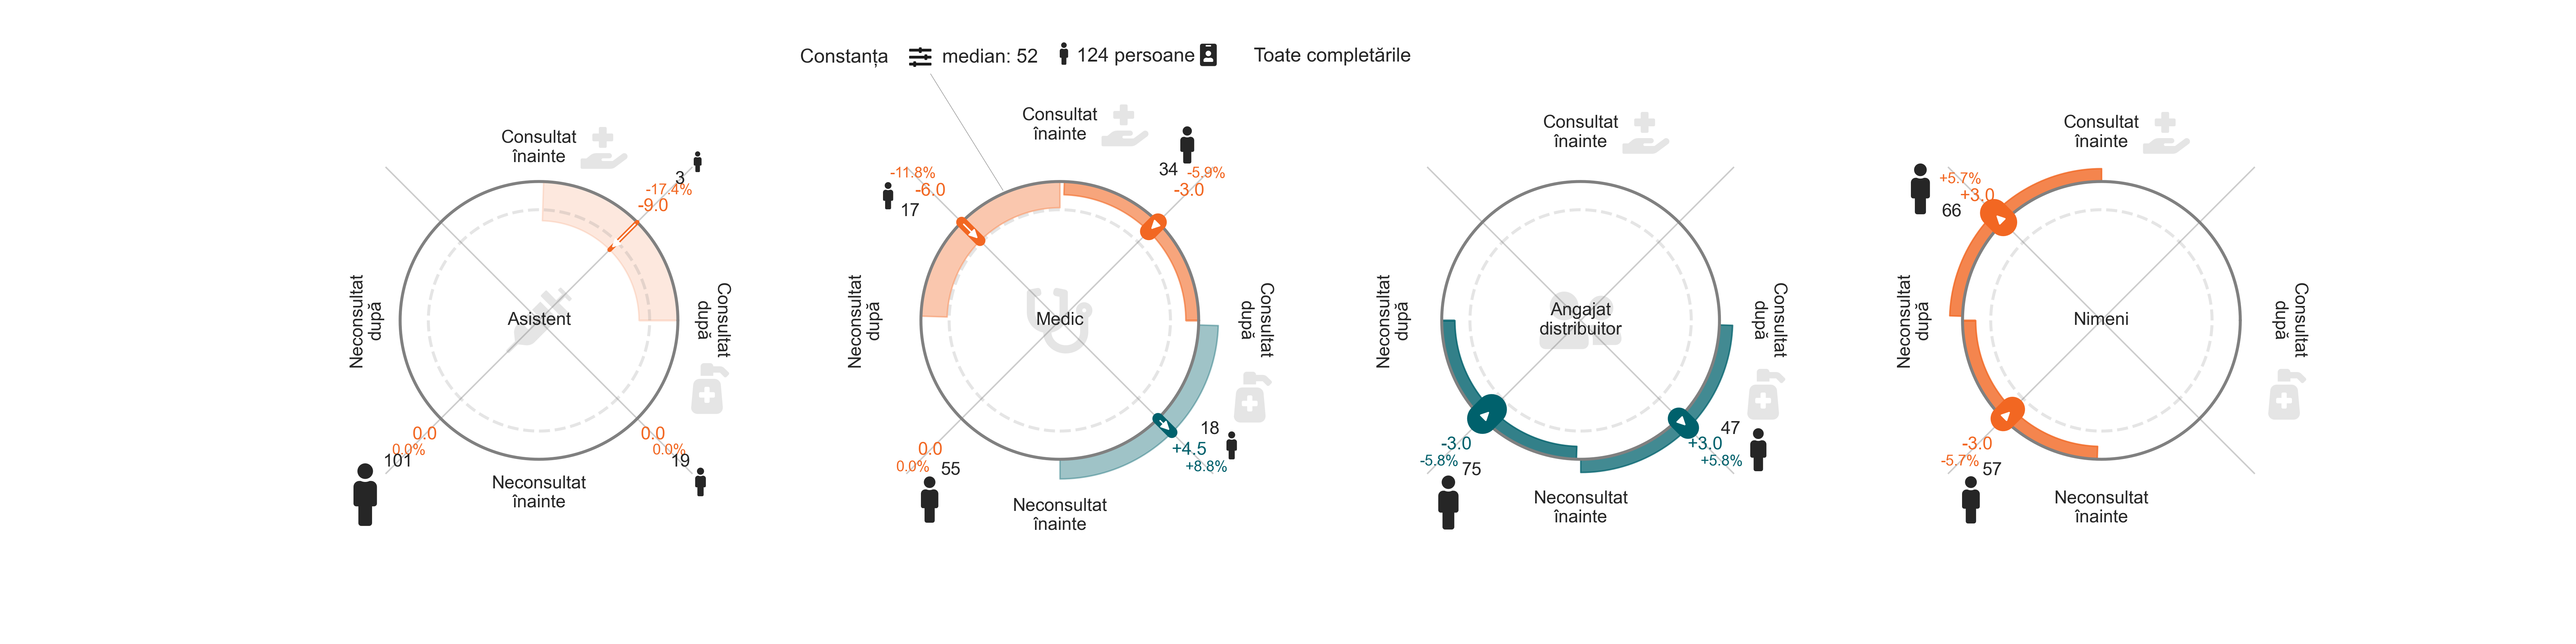 Constanța median: 52 124 persoane Toate completările
Consultat
înainte
3
-17.4%
-9.0
Neconsultat
după
Asistent
Consultat
după
0.0
0.0%
101
0.0
0.0%
19
Neconsultat
înainte
Consultat
înainte
-11.8%
-6.0
17
34
-5.9%
-3.0
Neconsultat
după
Medic
Consultat
după
0.0
0.0%
55
18
+4.5
+8.8%
Neconsultat
înainte
Consultat
înainte
Neconsultat
după
Angajat
distribuitor
Consultat
după
-3.0
-5.8%
75
47
+3.0
+5.8%
Neconsultat
înainte
Consultat
înainte
+5.7%
+3.0
66
Neconsultat
după
Nimeni
Consultat
după
-3.0
-5.7%
57
Neconsultat
înainte